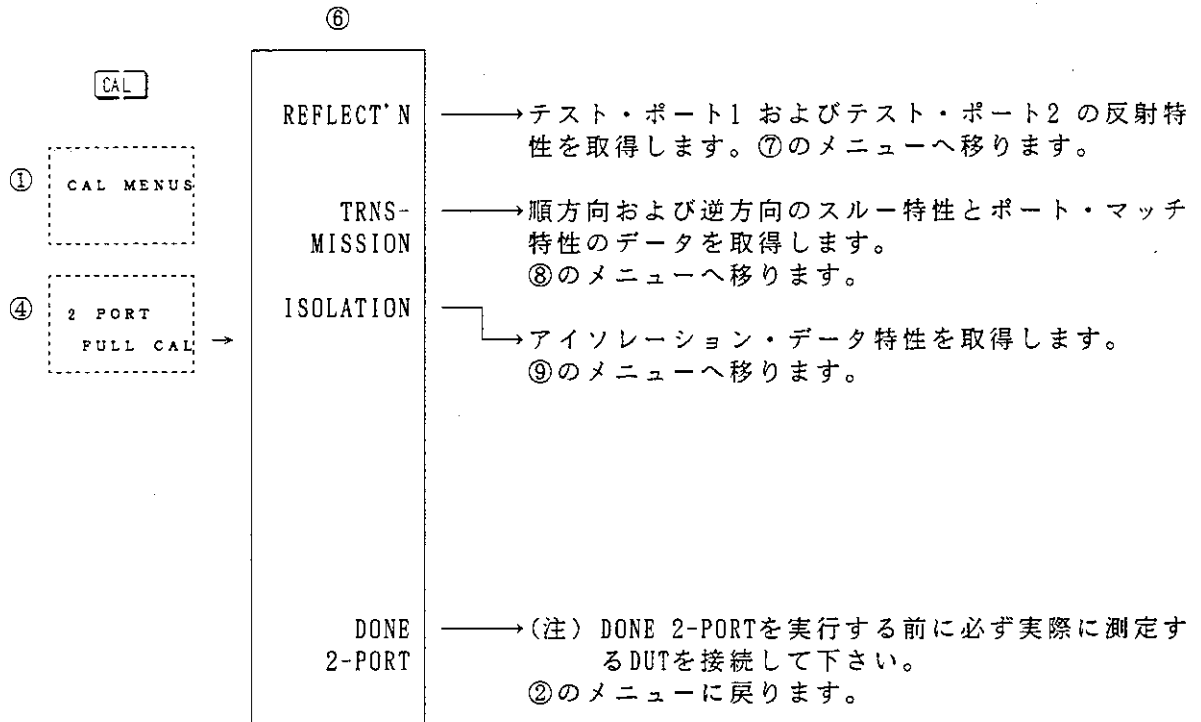 ⑥
CAL
REFLECT'N
テスト・ポート1 およびテスト・ポート2 の反射特
性を取得します。⑦のメニューへ移ります。
① CAL MENUS
TRNS-
MISSION
順方向および逆方向のスルー特性とポート・マッチ
特性のデータを取得します。
⑧のメニューへ移ります。
④ 2 PORT
FULL CAL →
ISOLATION
アイソレーション・データ特性を取得します。
⑨のメニューへ移ります。
DONE
2-PORT
(注) DONE 2-PORTを実行する前に必ず実際に測定す
るDUTを接続して下さい。
②のメニューに戻ります。